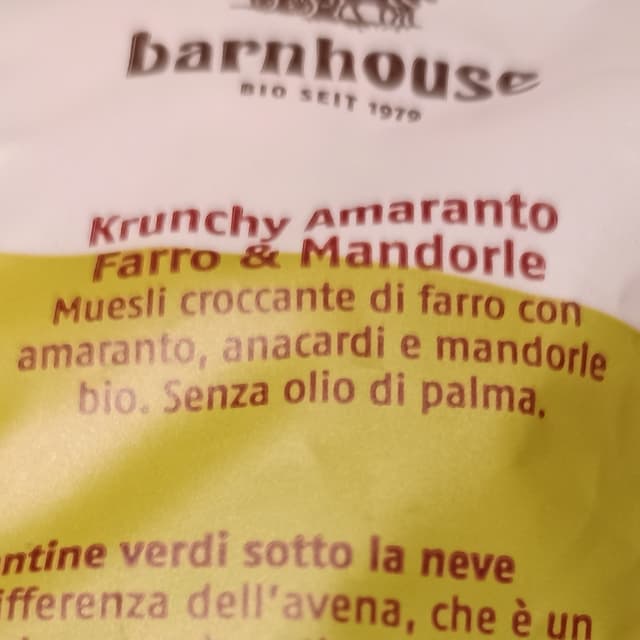 barnhouse
BIO SEIT 1979
Krunchy Amaranto
Farro & Mandorle
Muesli croccante di farro con
amaranto, anacardi e mandorle
bio. Senza olio di palma.
ntine verdi sotto la neve
ifferenza dell'avena, che è un